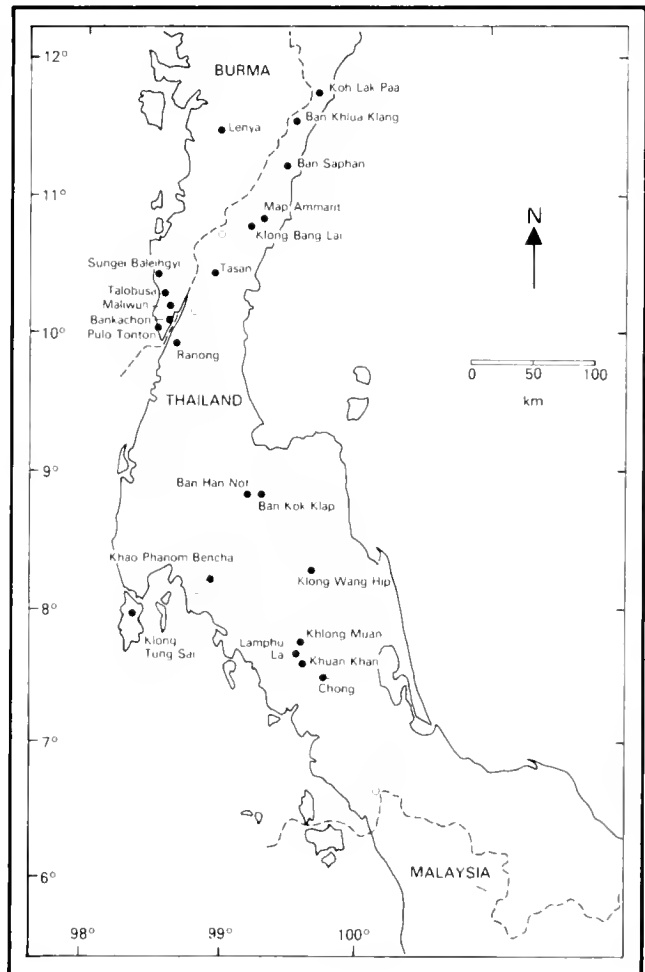 12°
BURMA
Koh Lak Paa
Ban Khlua Klang
Lenya
Ban Saphan
11°
Map Ammarit
Klong Bang Lai
N
Sungei Baleihgyi
Tasan
Talobusa
Maliwun
Bankachon
Pulo Tonton
10°
Ranong
0 50 100
km
THAILAND
9°
Ban Han Not
Ban Kok Klap
Khao Phanom Bencha
Klong Wang Hip
8°
Klong
Tung Sai
Khlong Muan
Lamphu
La
Khuan Khan
Chong
7°
MALAYSIA
6°
98° 99° 100°